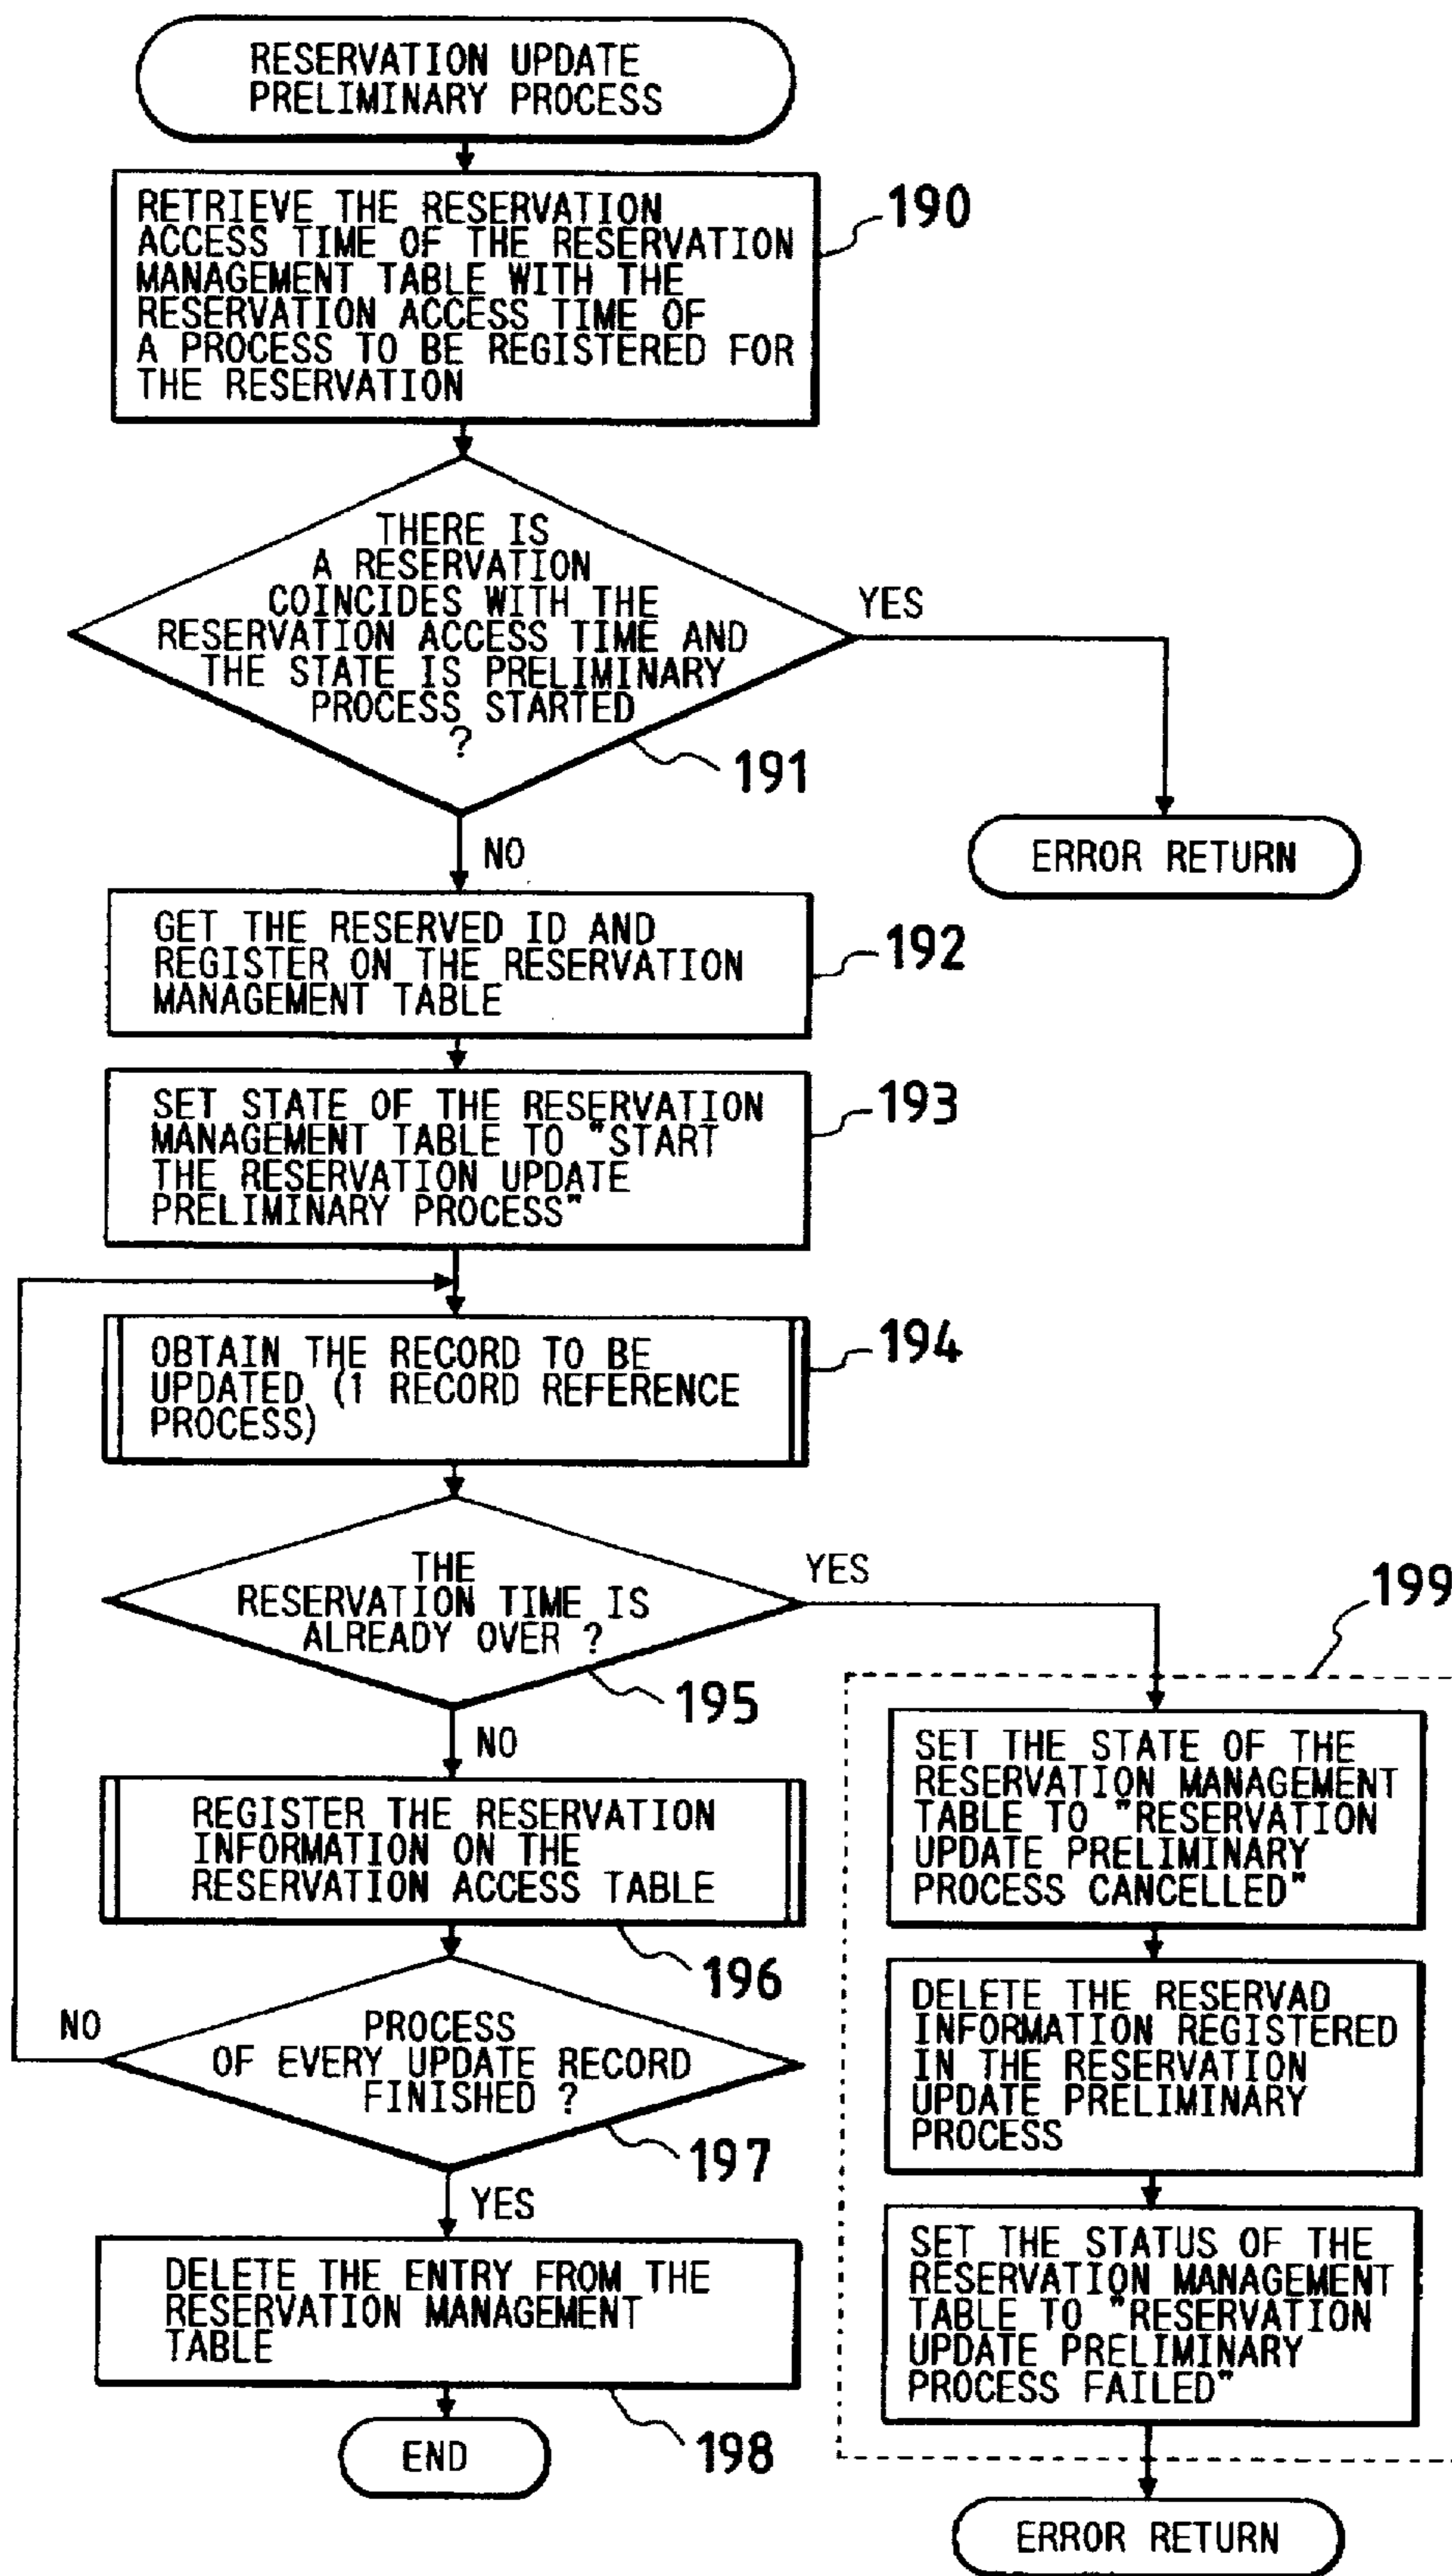 RESERVATION UPDATE
PRELIMINARY PROCESS
RETRIEVE THE RESERVATION
ACCESS TIME OF THE RESERVATION
MANAGEMENT TABLE WITH THE
RESERVATION ACCESS TIME OF
A PROCESS TO BE REGISTERED FOR
THE RESERVATION
190
THERE IS
A RESERVATION
COINCIDES WITH THE
RESERVATION ACCESS TIME AND
THE STATE IS PRELIMINARY
PROCESS STARTED
?
YES
191
ERROR RETURN
NO
GET THE RESERVED ID AND
REGISTER ON THE RESERVATION
MANAGEMENT TABLE
192
SET STATE OF THE RESERVATION
MANAGEMENT TABLE TO "START
THE RESERVATION UPDATE
PRELIMINARY PROCESS"
193
OBTAIN THE RECORD TO BE
UPDATED (1 RECORD REFERENCE
PROCESS)
194
THE
RESERVATION TIME IS
ALREADY OVER ?
YES
195
NO
199
REGISTER THE RESERVATION
INFORMATION ON THE
RESERVATION ACCESS TABLE
196
PROCESS
OF EVERY UPDATE RECORD
FINISHED ?
NO
197
YES
DELETE THE ENTRY FROM THE
RESERVATION MANAGEMENT
TABLE
198
END
SET THE STATE OF THE
RESERVATION MANAGEMENT
TABLE TO "RESERVATION
UPDATE PRELIMINARY
PROCESS CANCELLED"
DELETE THE RESERVAD
INFORMATION REGISTERED
IN THE RESERVATION
UPDATE PRELIMINARY
PROCESS
SET THE STATUS OF THE
RESERVATION MANAGEMENT
TABLE TO "RESERVATION
UPDATE PRELIMINARY
PROCESS FAILED"
ERROR RETURN